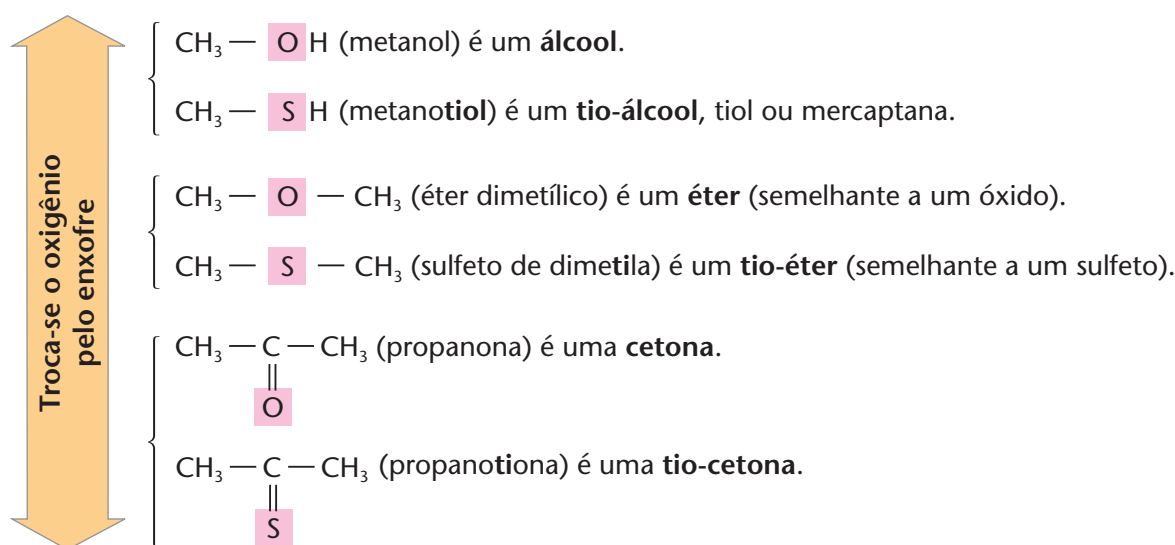 Troca-se o oxigênio
pelo enxofre
CH₃ — O H (metanol) é um álcool.
CH₃ — S H (metanotiol) é um tio-álcool, tiol ou mercaptana.
CH₃ — O — CH₃ (éter dimetílico) é um éter (semelhante a um óxido).
CH₃ — S — CH₃ (sulfeto de dimetila) é um tio-éter (semelhante a um sulfeto).
CH₃ — C — CH₃ (propanona) é uma cetona.
O
CH₃ — C — CH₃ (propanotiona) é uma tio-cetona.
S